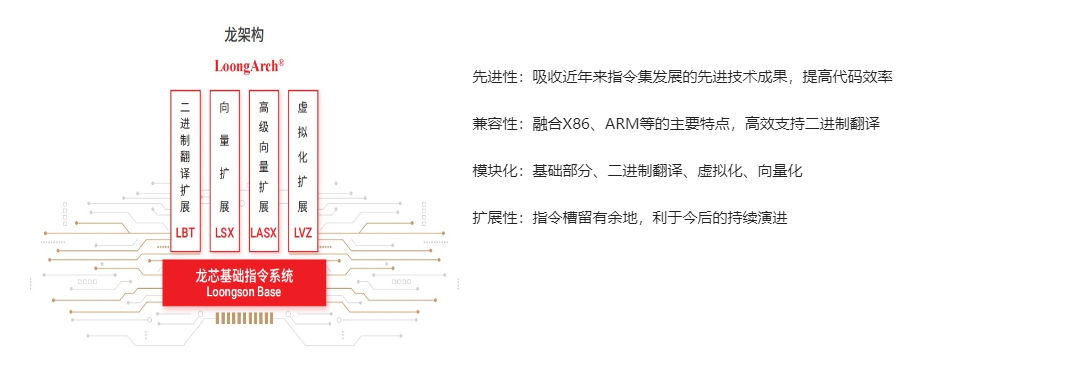 龙架构
LoongArch®
二进制翻译扩展
LBT
向量扩展
LSX
高级向量扩展
LASX
虚拟化扩展
LVZ
龙芯基础指令系统
Loongson Base
先进性：吸收近年来指令集发展的先进技术成果，提高代码效率
兼容性：融合X86、ARM等的主要特点，高效支持二进制翻译
模块化：基础部分、二进制翻译、虚拟化、向量化
扩展性：指令槽留有余地，利于今后的持续演进